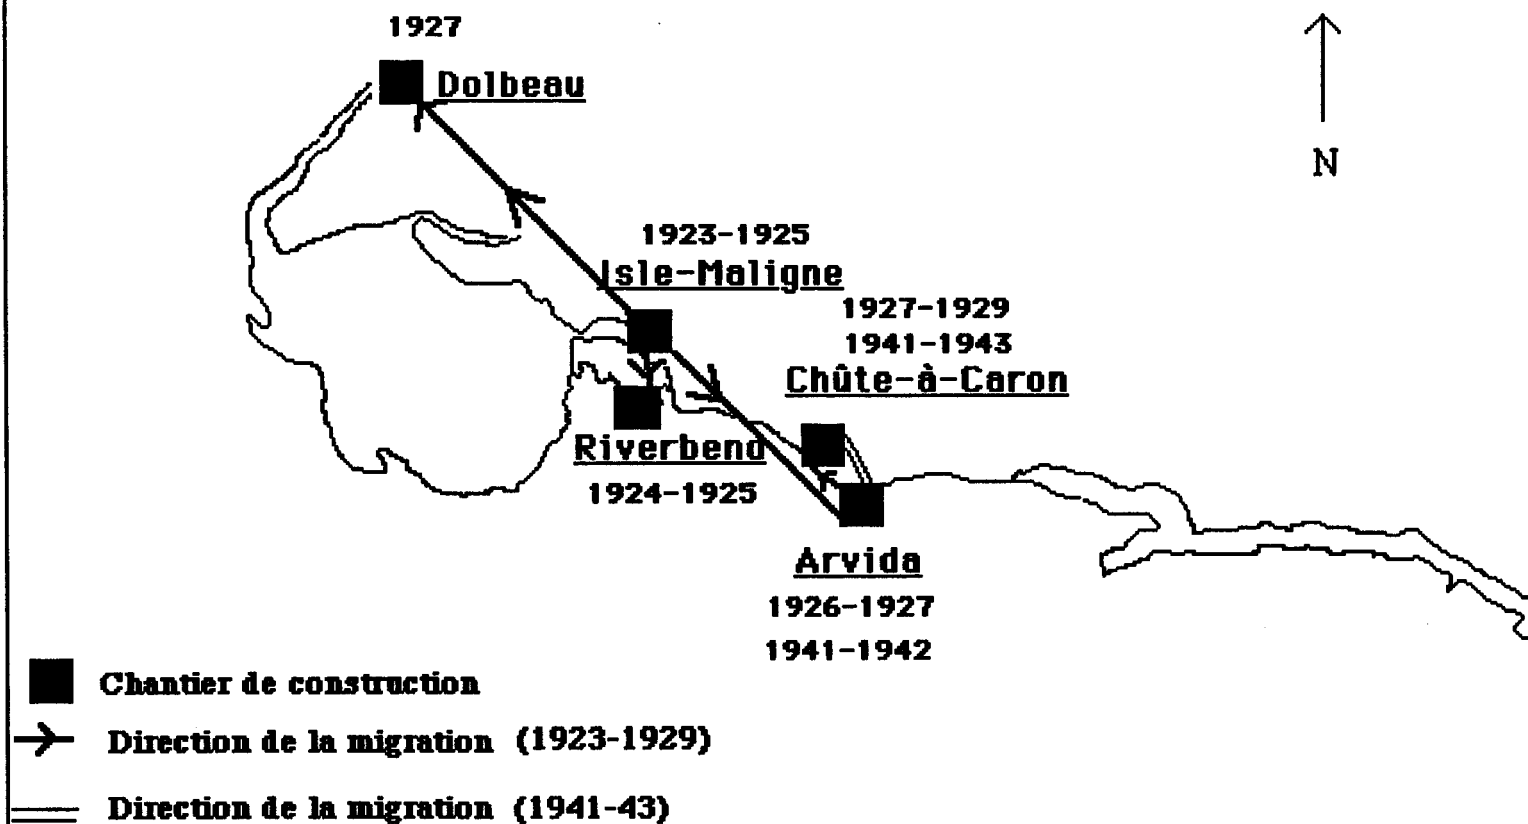 1927
Dolbeau
N
1923-1925
Isle-Maligne
1927-1929
1941-1943
Chûte-à-Caron
Riverbend
1924-1925
Arvida
1926-1927
1941-1942
Chantier de construction
Direction de la migration (1923-1929)
Direction de la migration (1941-43)